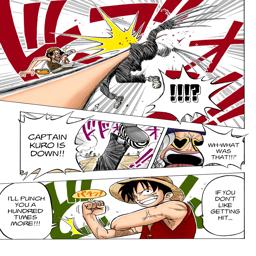 !!!?
WH-WHAT
WAS THAT!!?
CAPTAIN
KURO IS
DOWN!!
IF YOU
DON'T
LIKE
GETTING
HIT...
I'LL PUNCH
YOU A
HUNDRED
TIMES
MORE!!!